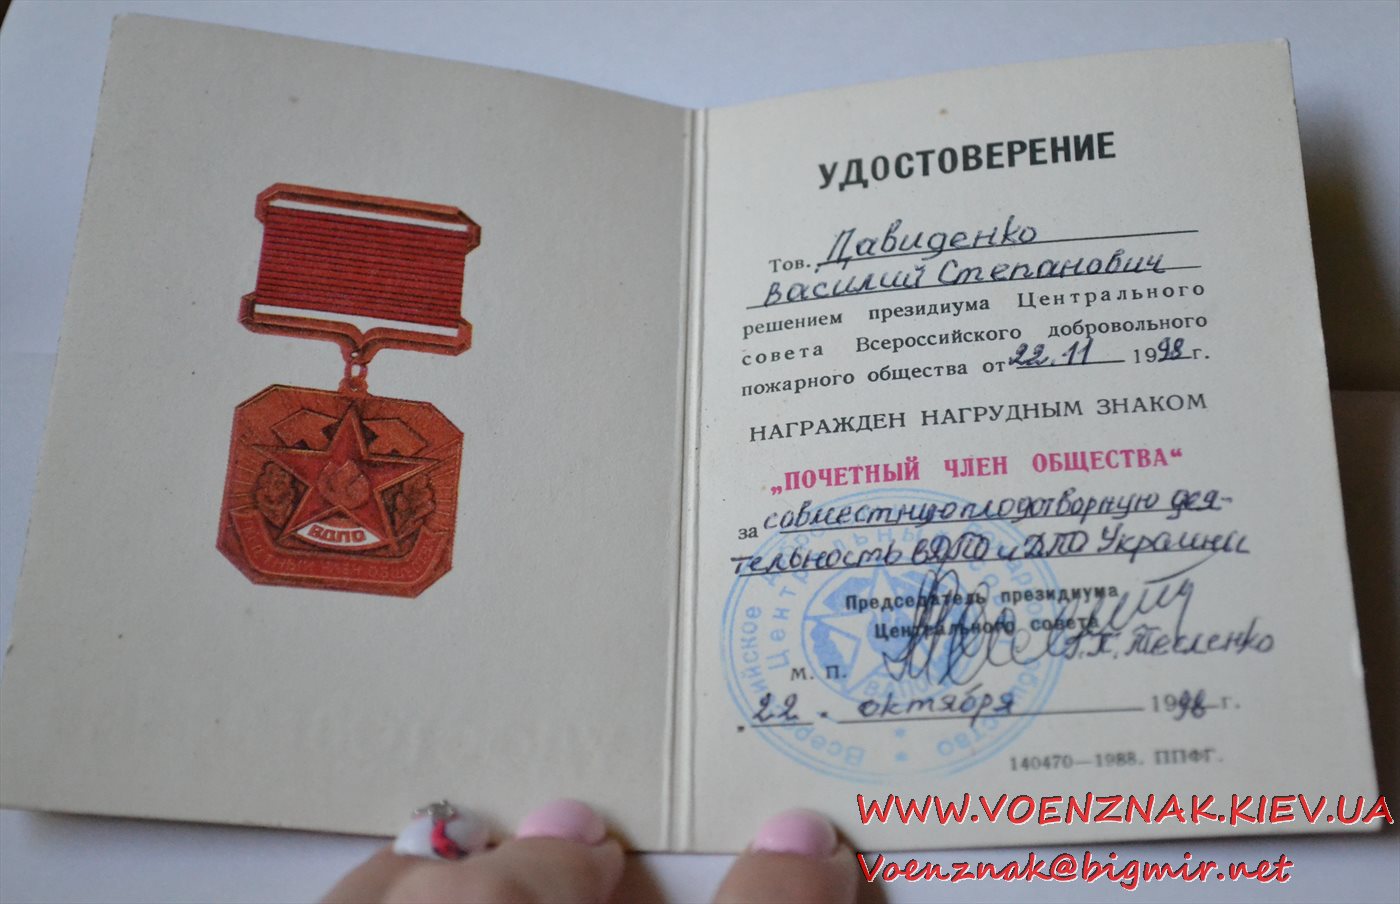 ВДПО
УДОСТОВЕРЕНИЕ
Тов. Давиденко
Василий Степанович
решением президиума Центрального
совета Всероссийского добровольного
пожарного общества от 22.11 1998 г.
НАГРАЖДЕН НАГРУДНЫМ ЗНАКОМ
„ПОЧЕТНЫЙ ЧЛЕН ОБЩЕСТВА“
за совместную плодотворную дея-
тельность ВДПО и ДПО Украины
Председатель президиума
Центрального совета
Г.К. Тесленко
М. П.
22 октября 1998 г.
140470—1988. ППФГ.
WWW.VOENZNAK.KIEV.UA
Voenznak@bigmir.net